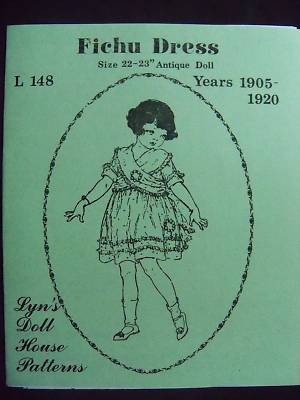 Fichu Dress
Size 22-23" Antique Doll
L 148
Years 1905-
1920
Lyn's
Doll
House
Patterns